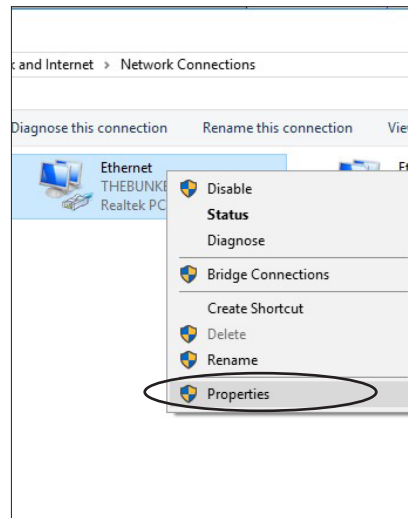 and Internet > Network Connections
Diagnose this connection Rename this connection
Ethernet
THEBUNKE
Realtek PC
Disable
Status
Diagnose
Bridge Connections
Create Shortcut
Delete
Rename
Properties